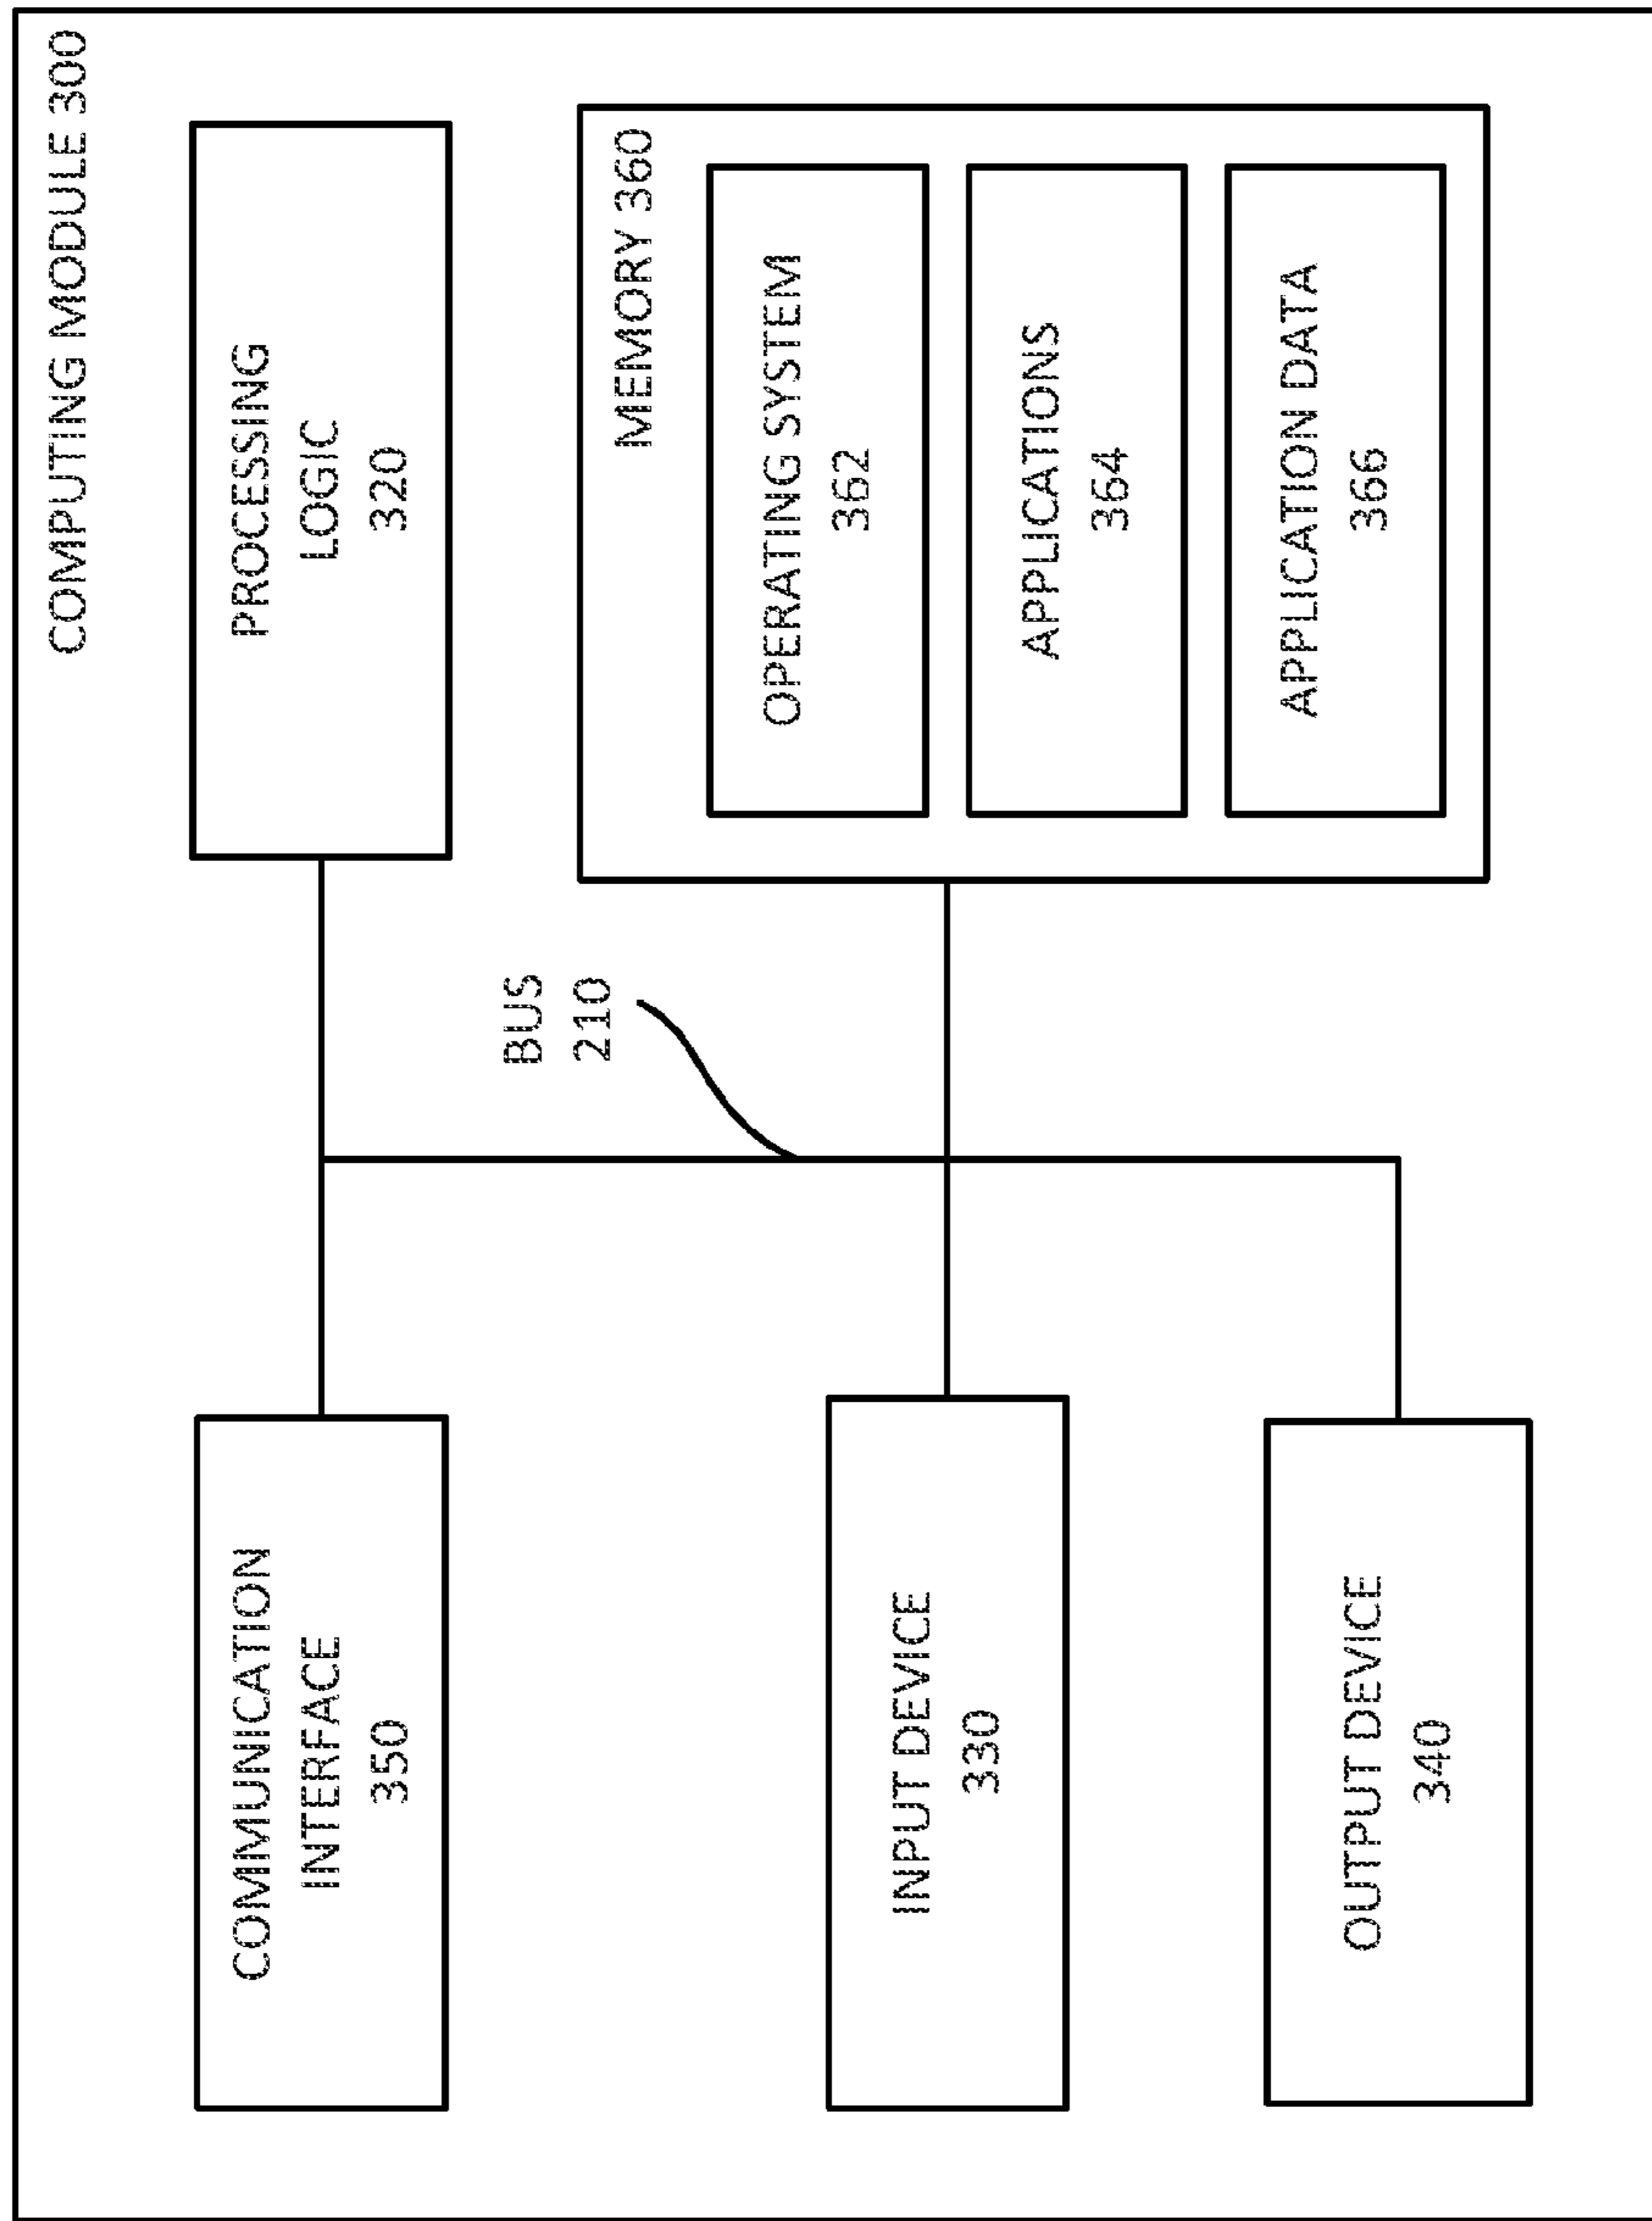 COMPUTING MODULE 300
COMMUNICATION
INTERFACE
350
PROCESSING
LOGIC
320
BUS
210
MEMORY 360
OPERATING SYSTEM
362
INPUT DEVICE
330
APPLICATIONS
364
APPLICATION DATA
366
OUTPUT DEVICE
340